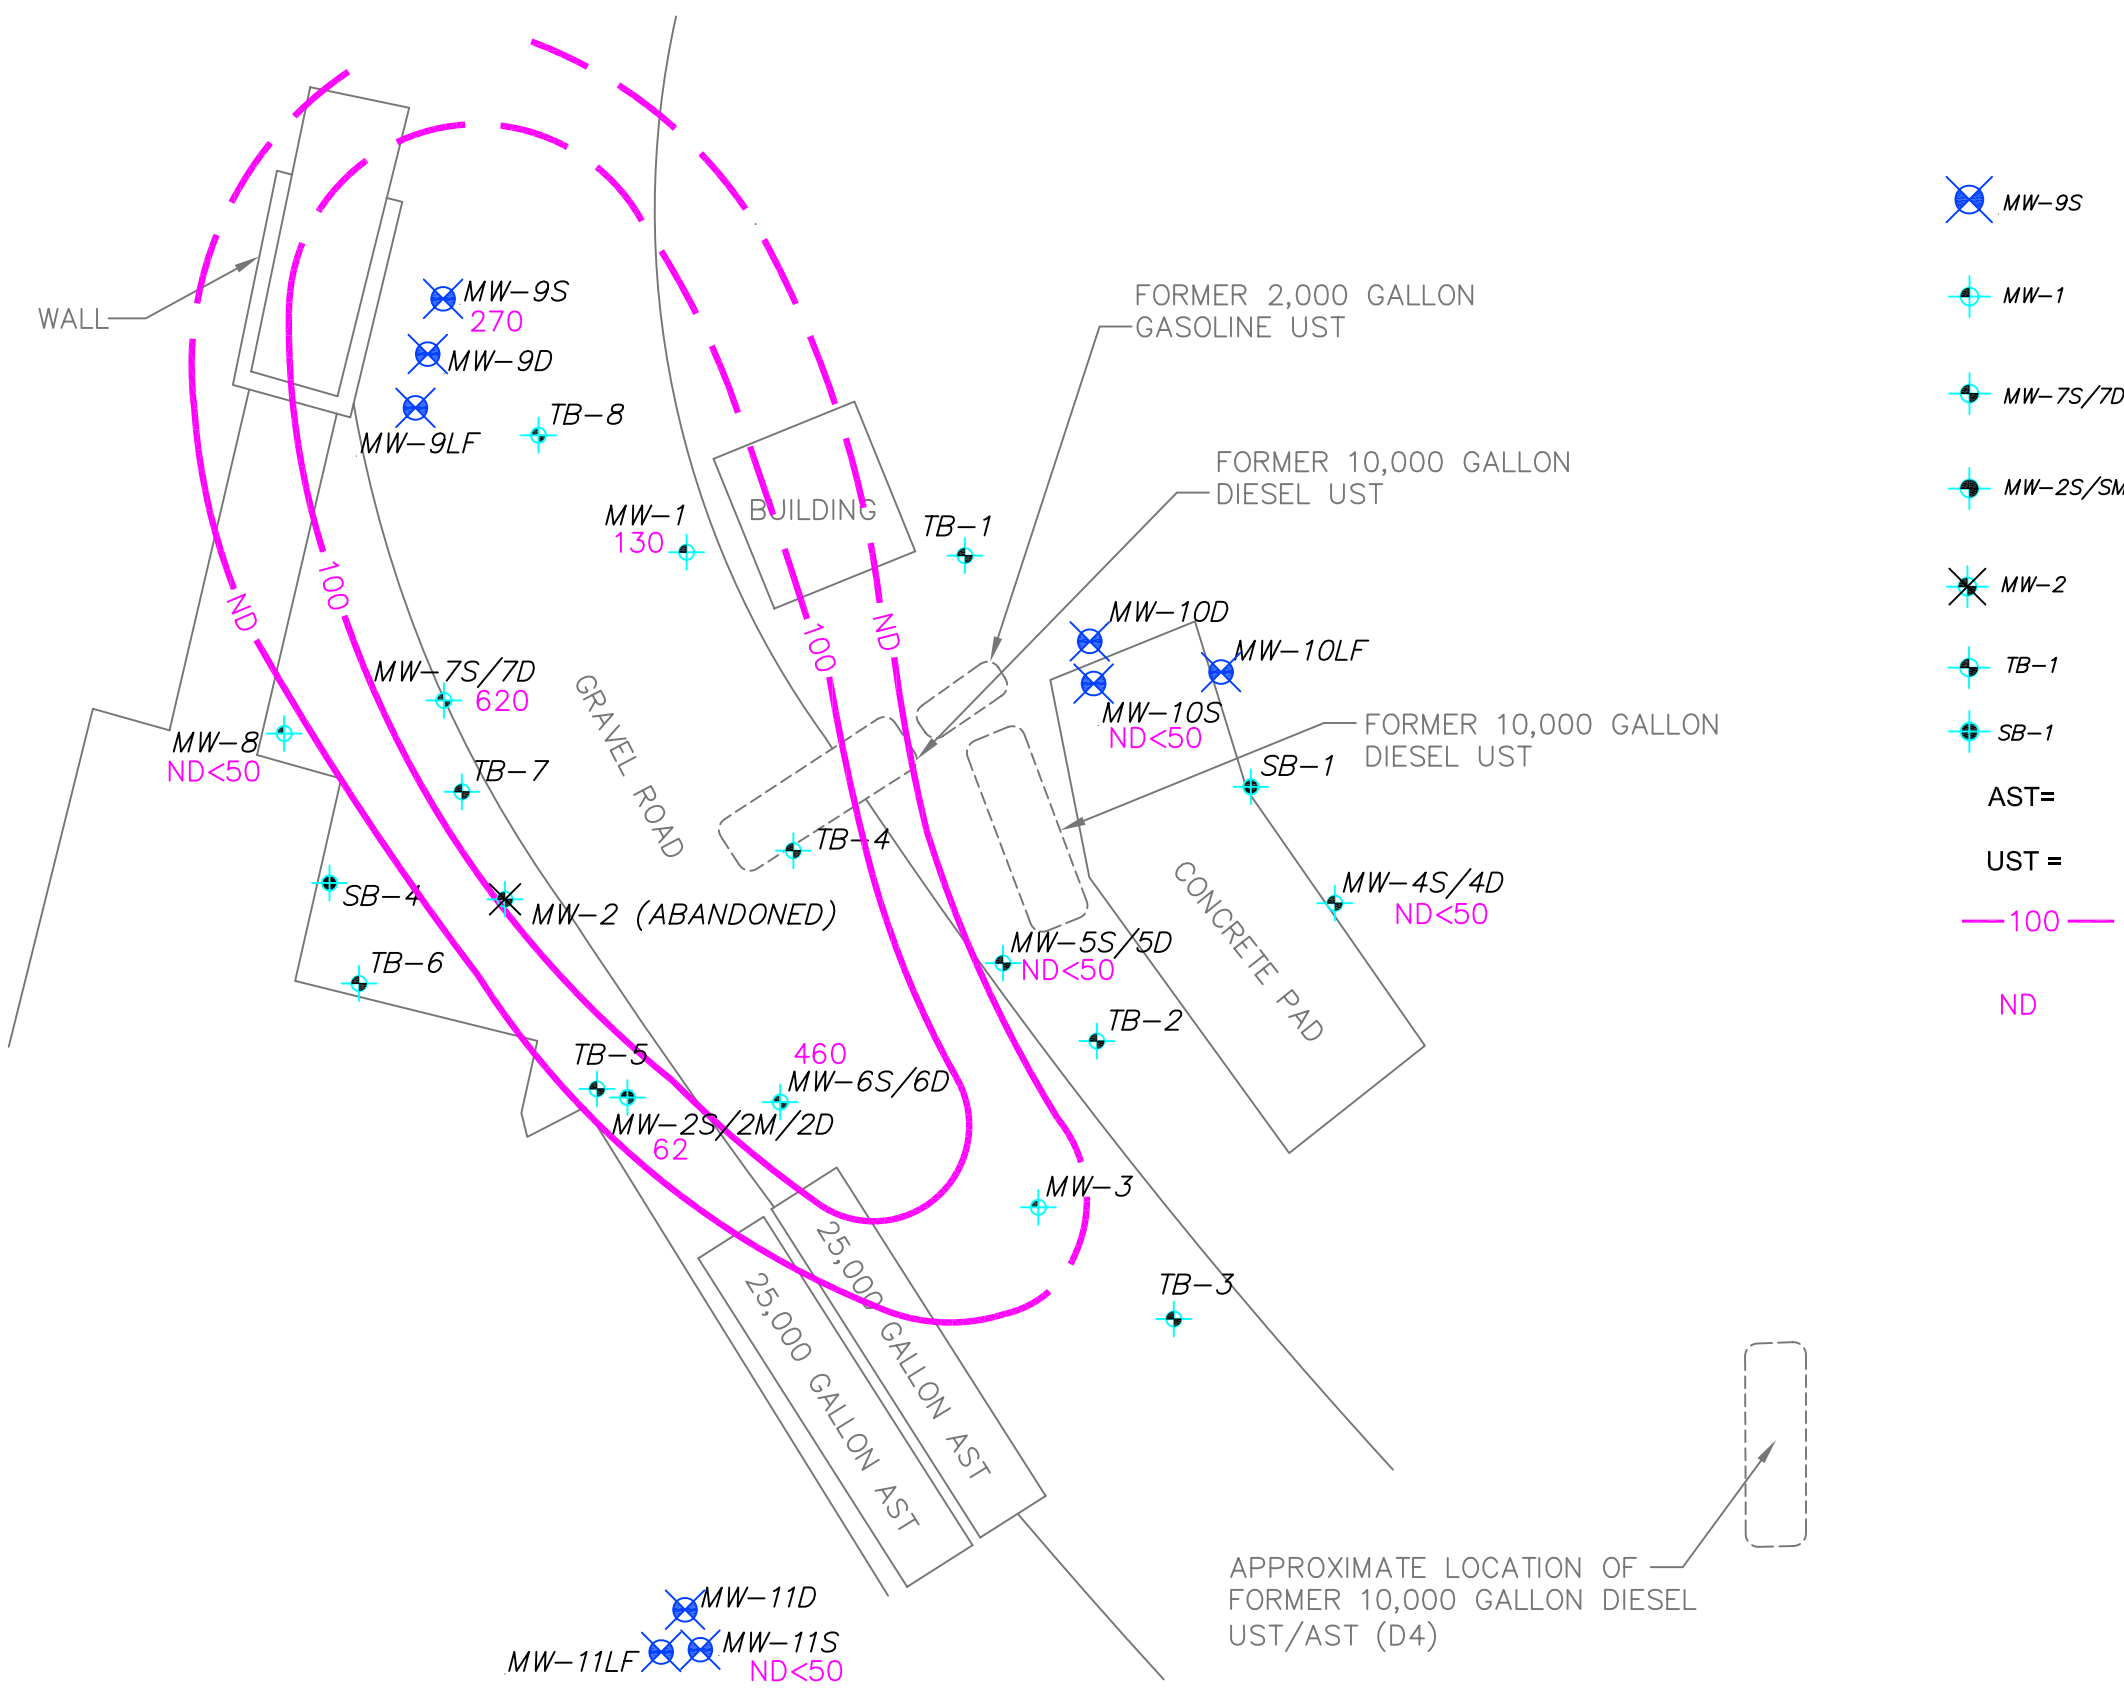 MW-9S
270
WALL
MW-9D
MW-9LF
TB-8
FORMER 2,000 GALLON
GASOLINE UST
FORMER 10,000 GALLON
DIESEL UST
BUILDING
MW-1
130
TB-1
100
ND
100
ND
MW-10D
MW-10LF
MW-10S
ND<50
MW-7S/7D
620
MW-8
ND<50
TB-7
GRAVEL ROAD
FORMER 10,000 GALLON
DIESEL UST
SB-1
TB-4
SB-4
MW-2 (ABANDONED)
MW-4S/4D
ND<50
CONCRETE PAD
MW-5S/5D
ND<50
TB-6
TB-2
TB-5
460
MW-6S/6D
MW-2S/2M/2D
62
MW-3
TB-3
25,000 GALLON AST
25,000 GALLON AST
APPROXIMATE LOCATION OF
FORMER 10,000 GALLON DIESEL
UST/AST (D4)
MW-11D
MW-11S
MW-11LF
ND<50
MW-9S
MW-1
MW-7S/7D
MW-2S/SM
MW-2
TB-1
SB-1
AST=
UST =
100
ND